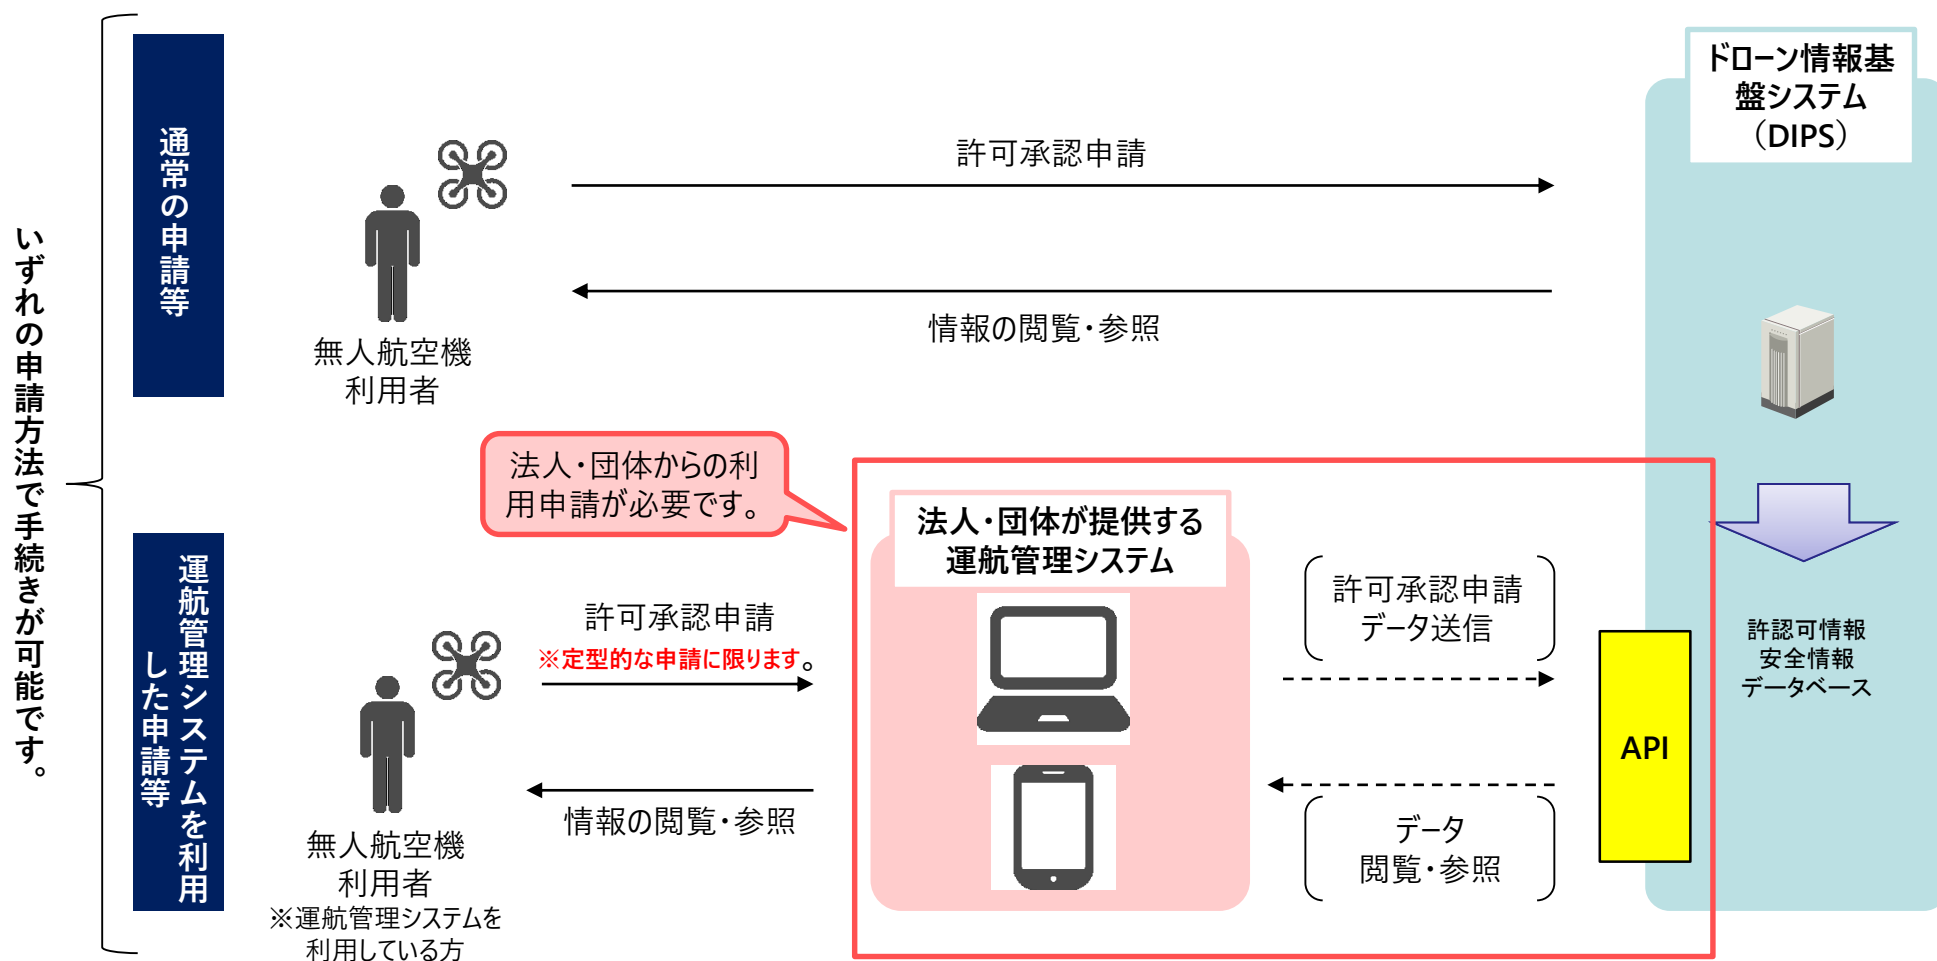 いずれの申請方法で手続きが可能です。
通常の申請等
無人航空機
利用者
許可承認申請
情報の閲覧・参照
ドローン情報基
盤システム
（DIPS）
法人・団体からの利
用申請が必要です。
運航管理システムを利用
した申請等
無人航空機
利用者
※運航管理システムを
利用している方
許可承認申請
※定型的な申請に限ります。
情報の閲覧・参照
法人・団体が提供する
運航管理システム
許可承認申請
データ送信
データ
閲覧・参照
API
許認可情報
安全情報
データベース